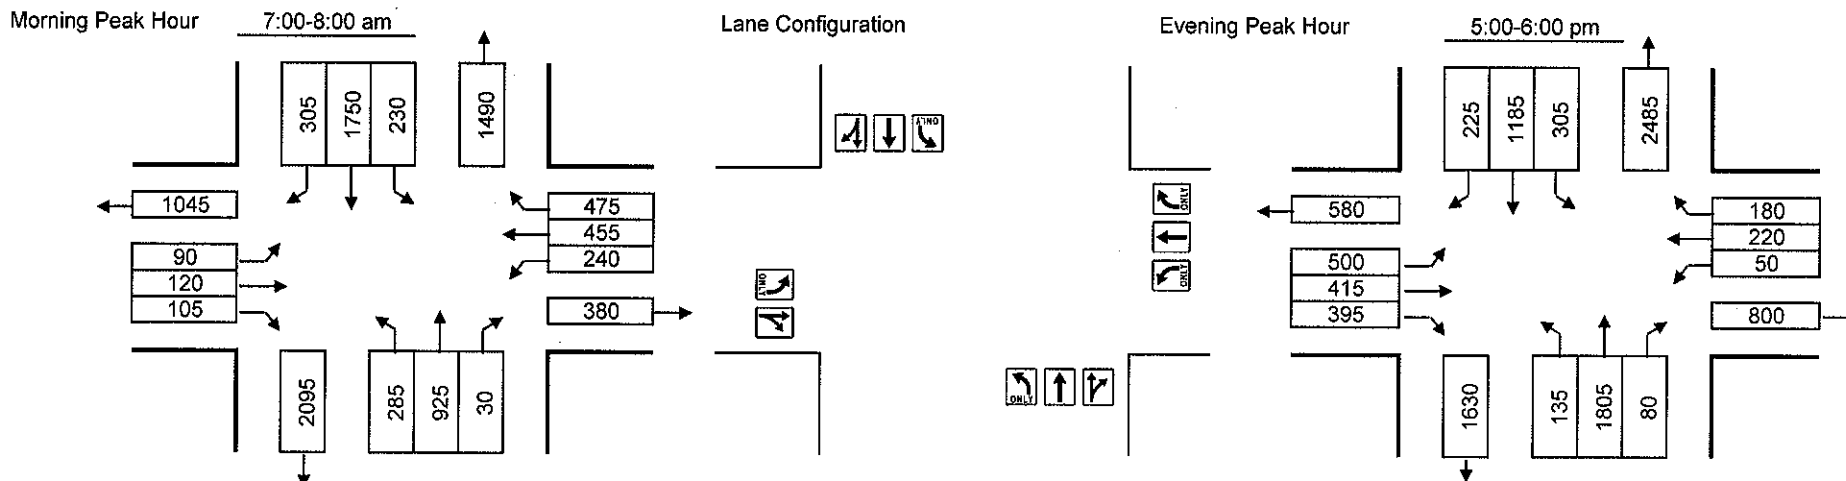 Morning Peak Hour 7:00-8:00 am
305 1750 230 1490
1045
90
120
105
475
455
240
380
2095 285 925 30
Lane Configuration
ONLY
ONLY
ONLY
ONLY
ONLY
Evening Peak Hour 5:00-6:00 pm
225 1185 305 2485
580
500
415
395
180
220
50
800
1630 135 1805 80